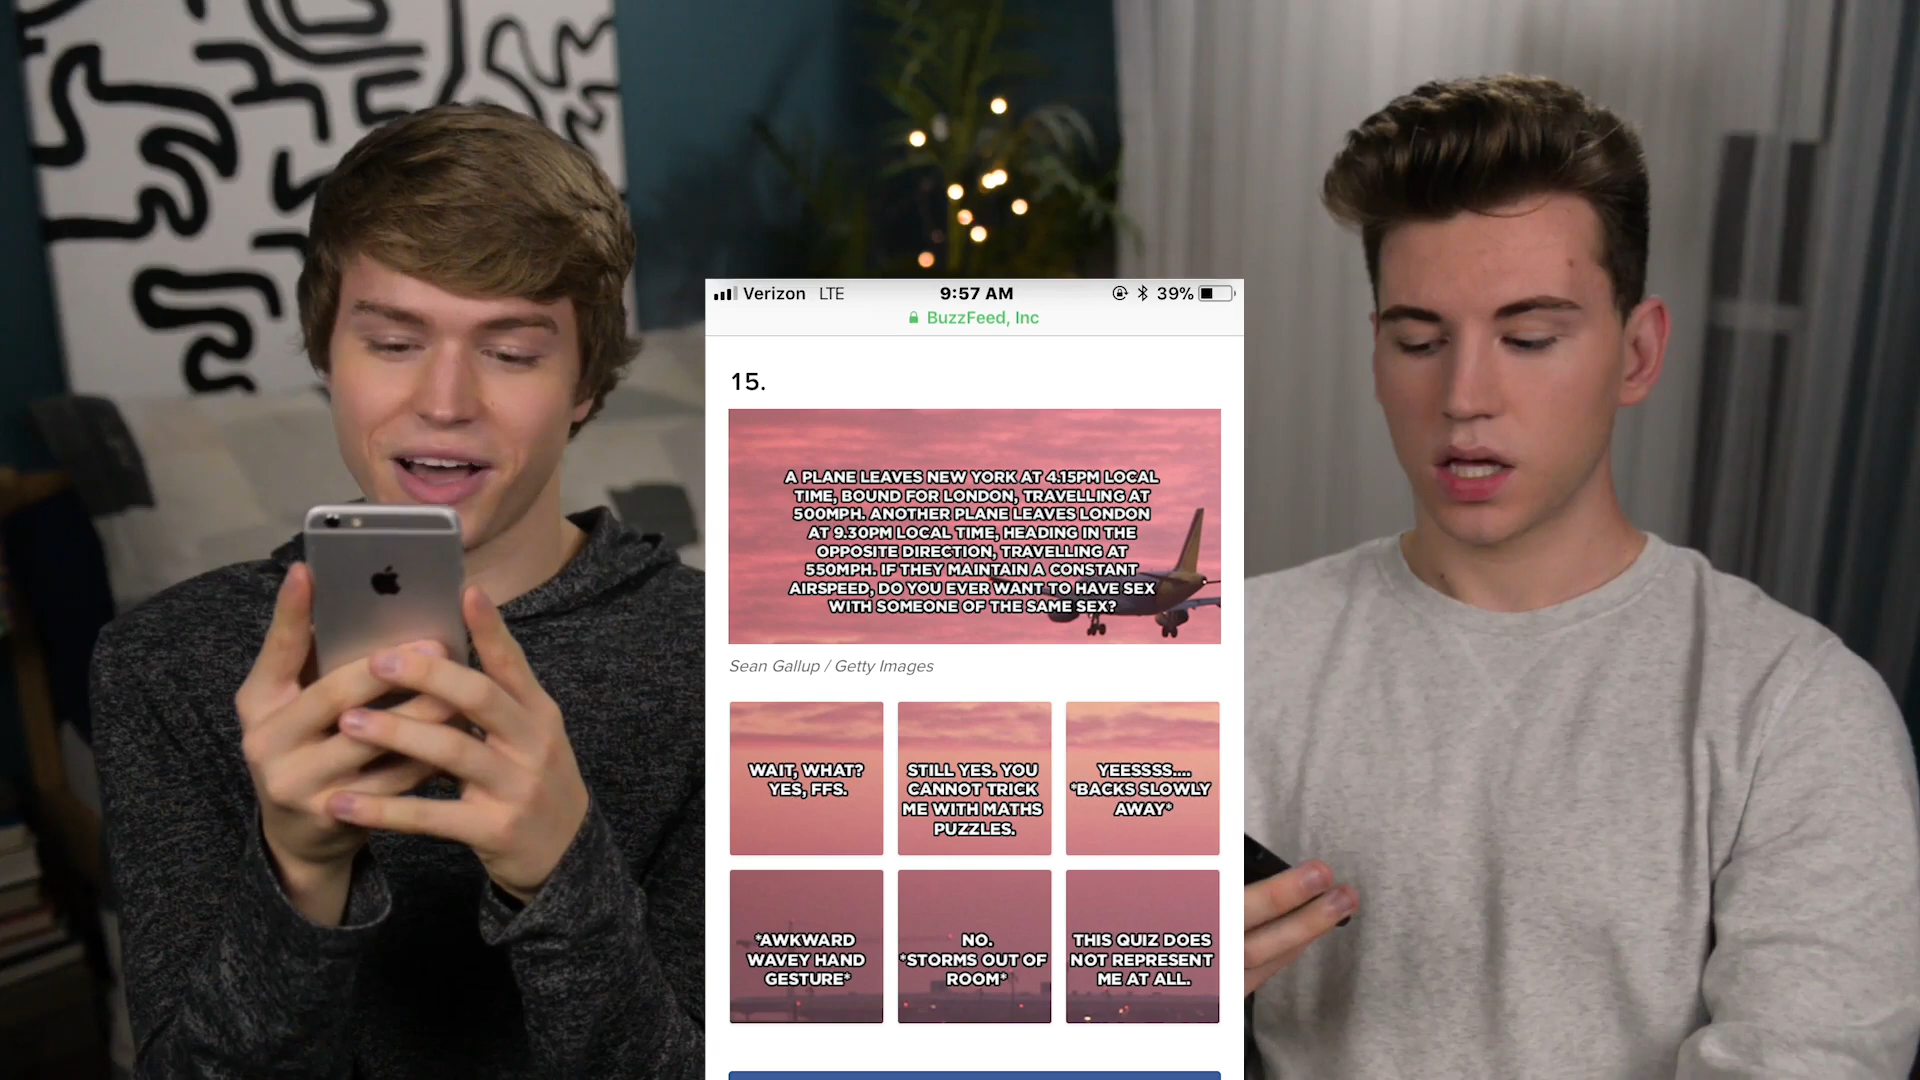 Verizon LTE 9:57 AM 39%
BuzzFeed, Inc
15.
A PLANE LEAVES NEW YORK AT 4.15PM LOCAL
TIME, BOUND FOR LONDON, TRAVELLING AT
500MPH. ANOTHER PLANE LEAVES LONDON
AT 9.30PM LOCAL TIME, HEADING IN THE
OPPOSITE DIRECTION, TRAVELLING AT
550MPH. IF THEY MAINTAIN A CONSTANT
AIRSPEED, DO YOU EVER WANT TO HAVE SEX
WITH SOMEONE OF THE SAME SEX?
Sean Gallup / Getty Images
WAIT, WHAT?
YES, FFS.
STILL YES. YOU
CANNOT TRICK
ME WITH MATHS
PUZZLES.
YEESSSS....
*BACKS SLOWLY
AWAY*
*AWKWARD
WAVEY HAND
GESTURE*
NO.
*STORMS OUT OF
ROOM*
THIS QUIZ DOES
NOT REPRESENT
ME AT ALL.